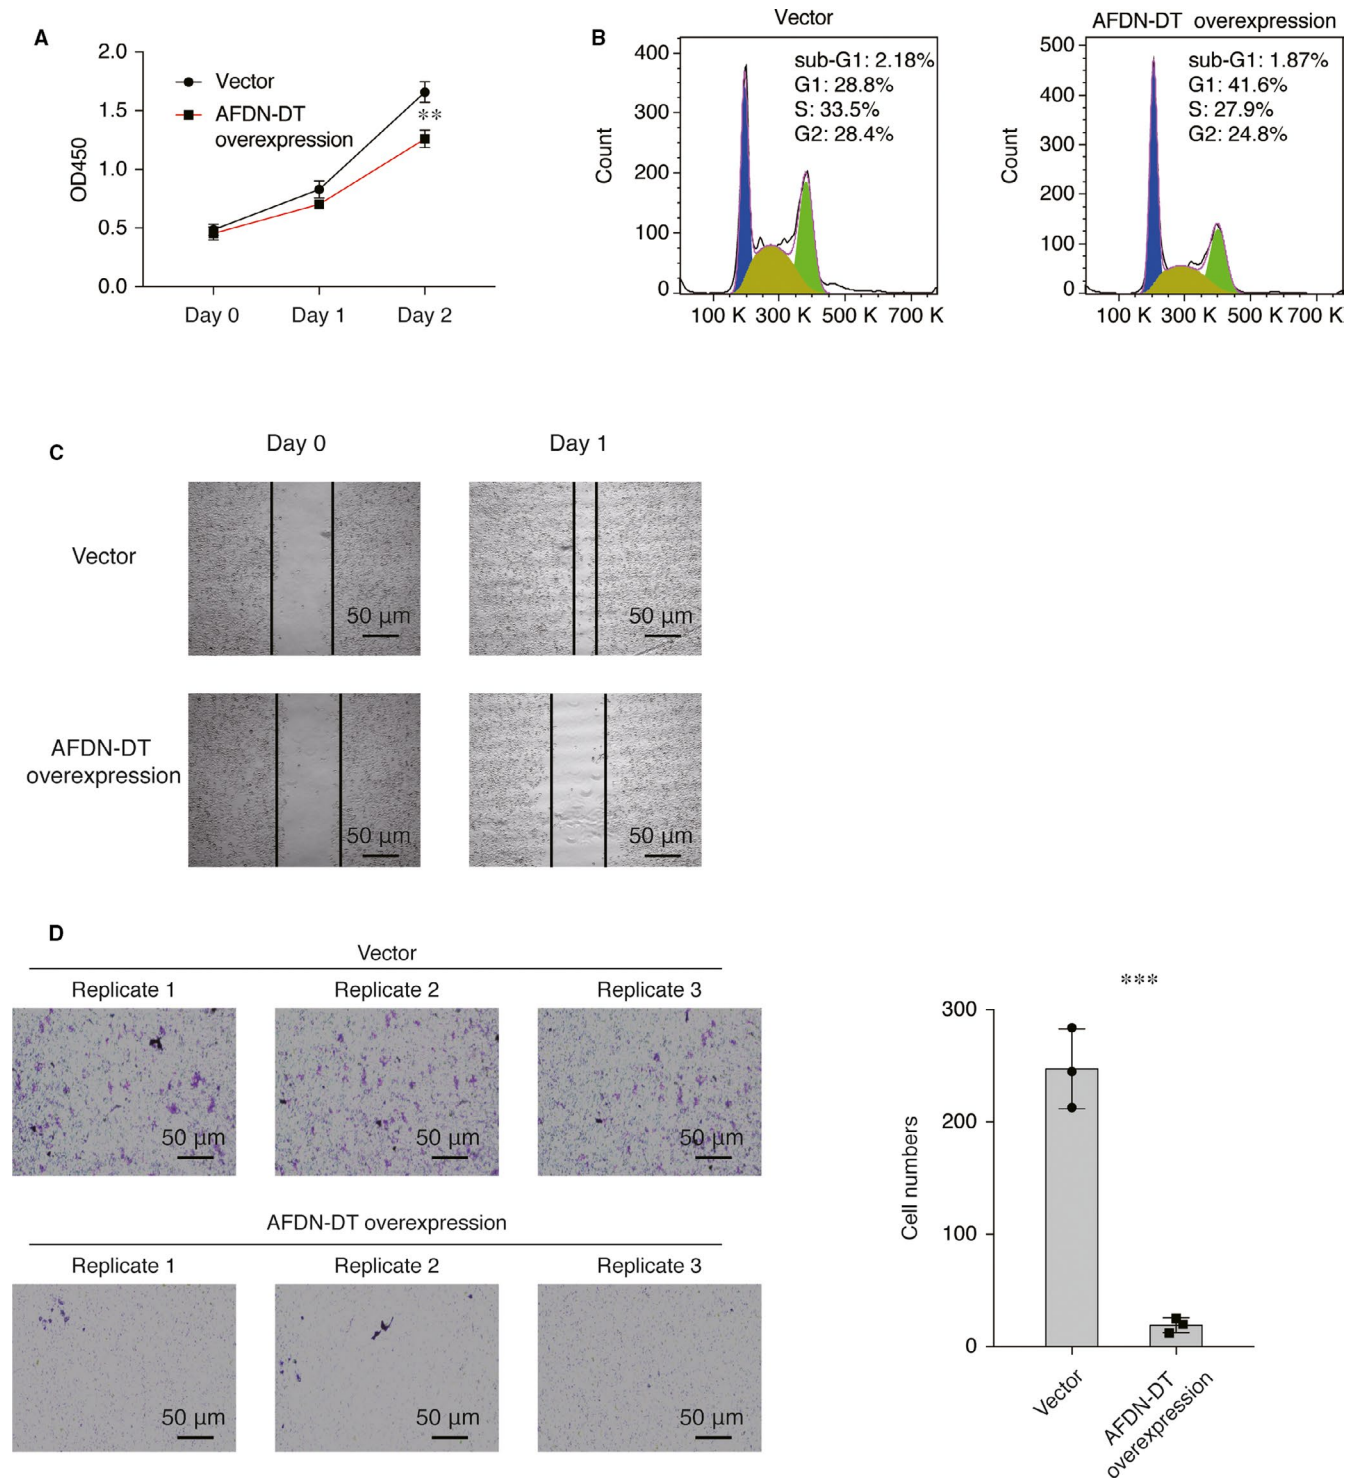 A
2.0
1.5
1.0
0.5
0.0
OD450
Vector
AFDN-DT
overexpression
**
Day 0
Day 1
Day 2
B
Vector
400
300
200
100
0
Count
sub-G1: 2.18%
G1: 28.8%
S: 33.5%
G2: 28.4%
100 K 300 K 500 K 700 K
AFDN-DT overexpression
500
400
300
200
100
0
Count
sub-G1: 1.87%
G1: 41.6%
S: 27.9%
G2: 24.8%
100 K 300 K 500 K 700 K
C
Day 0
Day 1
Vector
50 µm
50 µm
AFDN-DT
overexpression
50 µm
50 µm
D
Vector
Replicate 1
Replicate 2
Replicate 3
50 µm
50 µm
50 µm
AFDN-DT overexpression
Replicate 1
Replicate 2
Replicate 3
50 µm
50 µm
50 µm
***
300
200
100
0
Cell numbers
Vector
AFDN-DT
overexpression